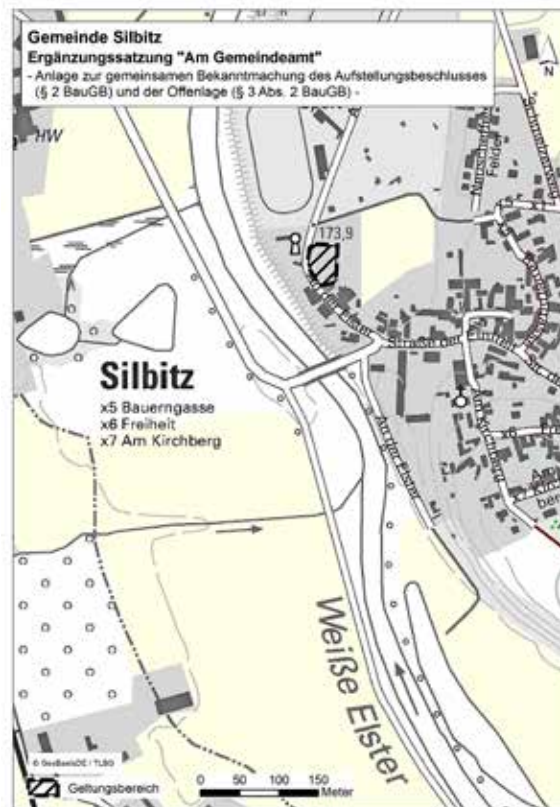 Gemeinde Silbitz
Ergänzungssatzung "Am Gemeindeamt"
- Anlage zur gemeinsamen Bekanntmachung des Aufstellungsbeschlusses
(§ 2 BauGB) und der Offenlage (§ 3 Abs. 2 BauGB) -
N
HW
173,9
Straße der
Silbitz
x5 Bauerngasse
x6 Freiheit
x7 Am Kirchberg
An der Elster
Am Kirchberg
Weiße Elster
© GeoBasisDE / TLBG
Geltungsbereich
0 50 100 150
Meter